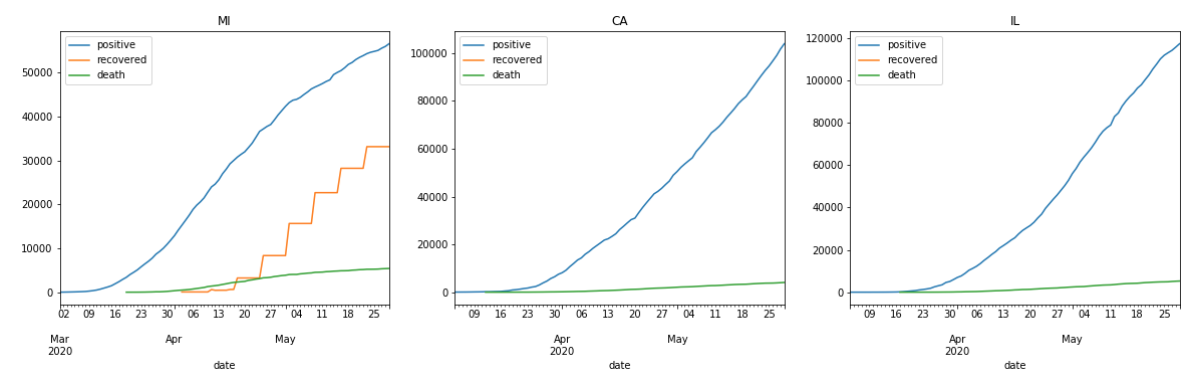 MI
positive
recovered
death
50000
40000
30000
20000
10000
0
02 09 16 23 30 06 13 20 27 04 11 18 25
Mar Apr May
2020
date
CA
positive
recovered
death
100000
80000
60000
40000
20000
0
09 16 23 30 06 13 20 27 04 11 18 25
Apr May
2020
date
IL
positive
recovered
death
120000
100000
80000
60000
40000
20000
0
09 16 23 30 06 13 20 27 04 11 18 25
Apr May
2020
date